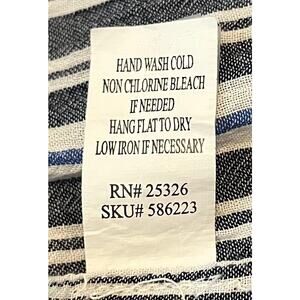 HAND WASH COLD
NON CHLORINE BLEACH
IF NEEDED
HANG FLAT TO DRY
LOW IRON IF NECESSARY
RN# 25326
SKU# 586223